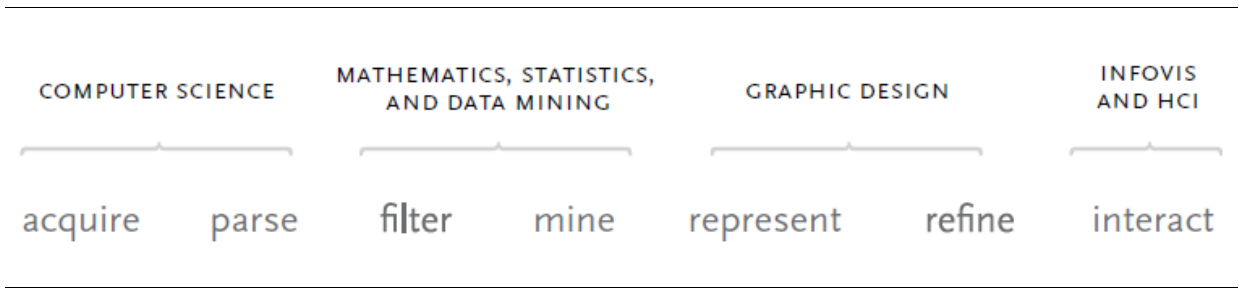 COMPUTER SCIENCE
MATHEMATICS, STATISTICS,
AND DATA MINING
GRAPHIC DESIGN
INFOVIS
AND HCI
acquire parse filter mine represent refine interact